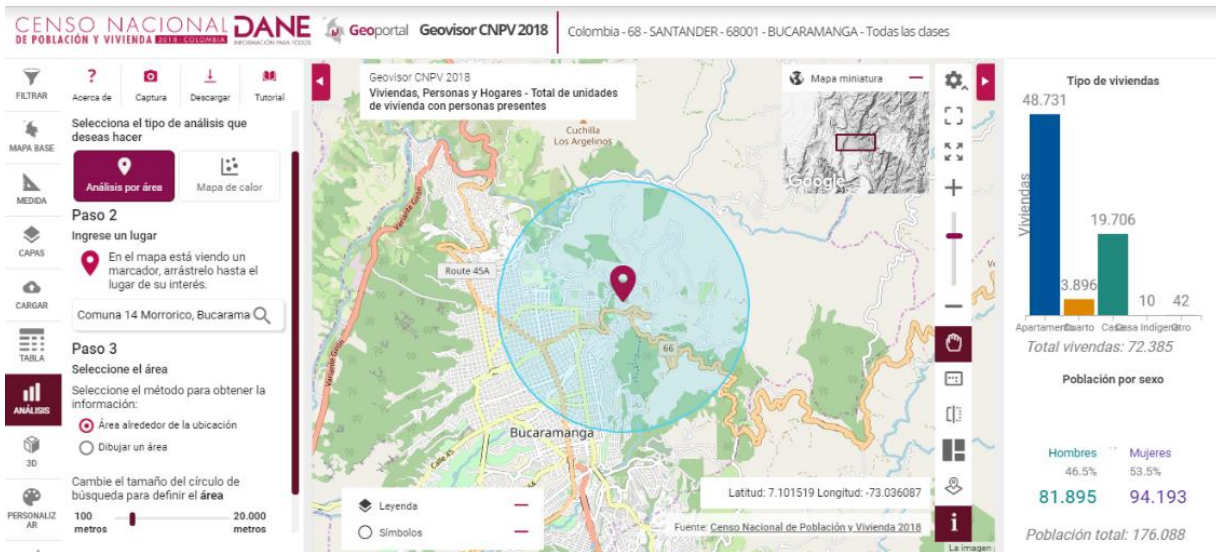 CENSO NACIONAL
DE POBLACIÓN Y VIVIENDA 2018 - COLOMBIA
DANE
INFORMACIÓN PARA TODOS
Geoportal
Geovisor CNPV 2018
Colombia - 68 - SANTANDER - 68001 - BUCARAMANGA - Todas las clases
FILTRAR
MAPA BASE
MEDIDA
CAPAS
CARGAR
TABLA
ANÁLISIS
3D
PERSONALIZ
AR
?
Acerca de
Captura
Descargar
Tutorial
Selecciona el tipo de análisis que
deseas hacer
Análisis por área
Mapa de calor
Paso 2
Ingrese un lugar
En el mapa está viendo un
marcador, arrástrelo hasta el
lugar de su interés.
Comuna 14 Morrorico, Bucarama
Paso 3
Seleccione el área
Seleccione el método para obtener la
información:
Área alrededor de la ubicación
Dibujar un área
Cambie el tamaño del círculo de
búsqueda para definir el área
100
metros
20.000
metros
Geovisor CNPV 2018
Viviendas, Personas y Hogares - Total de unidades
de vivienda con personas presentes
Mapa miniatura
Google
Cuchilla
Los Argelinos
Variante Girón
Route 45A
66
Bucaramanga
Calle 45
Variante Girón
Leyenda
Símbolos
Latitud: 7.101519 Longitud: -73.036087
Fuente: Censo Nacional de Población y Vivienda 2018
La imagen
Tipo de viviendas
Viviendas
48.731
3.896
19.706
10
42
Apartamento
Cuarto
Casa
Casa Indígena
Otro
Total vivendas: 72.385
Población por sexo
Hombres
46.5%
81.895
Mujeres
53.5%
94.193
Población total: 176.088